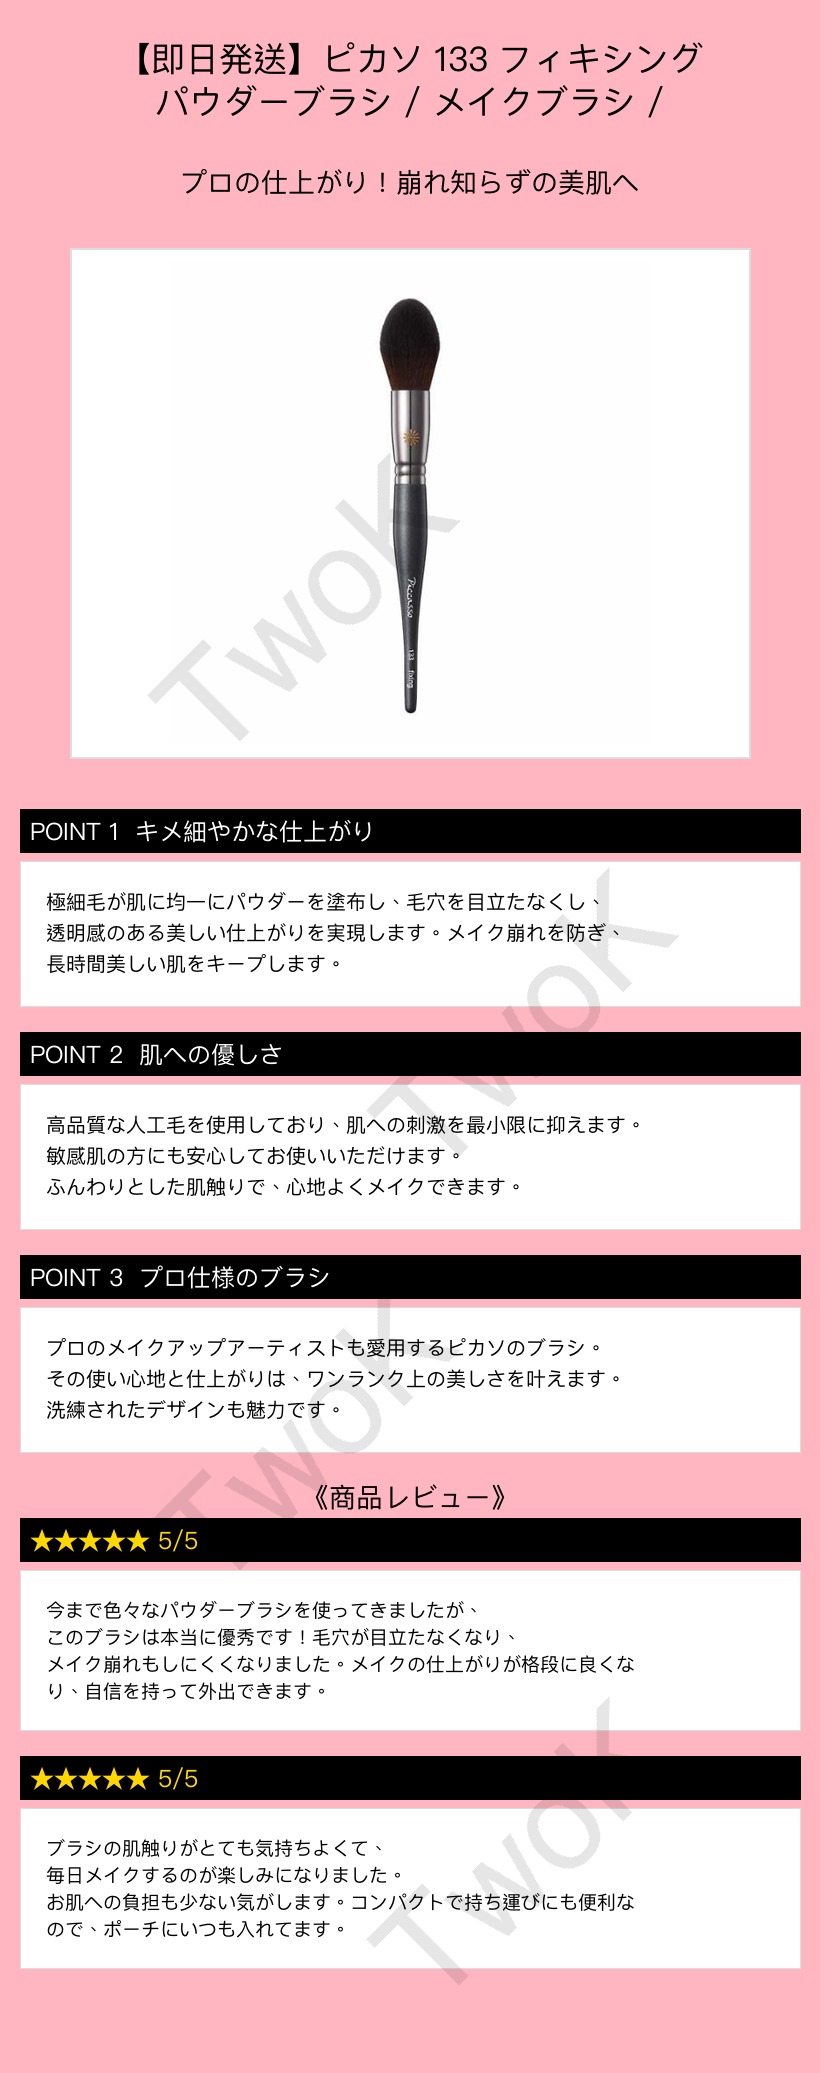 【即日発送】ピカソ 133 フィキシング
パウダーブラシ / メイクブラシ /
プロの仕上がり！崩れ知らずの美肌へ
Piccasso
133 fixing
TwoK
POINT 1 キメ細やかな仕上がり
極細毛が肌に均一にパウダーを塗布し、毛穴を目立たなくし、
透明感のある美しい仕上がりを実現します。メイク崩れを防ぎ、
長時間美しい肌をキープします。
TwoK
POINT 2 肌への優しさ
高品質な人工毛を使用しており、肌への刺激を最小限に抑えます。
敏感肌の方にも安心してお使いいただけます。
ふんわりとした肌触りで、心地よくメイクできます。
POINT 3 プロ仕様のブラシ
プロのメイクアップアーティストも愛用するピカソのブラシ。
その使い心地と仕上がりは、ワンランク上の美しさを叶えます。
洗練されたデザインも魅力です。
TwoK
《商品レビュー》
★★★★★ 5/5
今まで色々なパウダーブラシを使ってきましたが、
このブラシは本当に優秀です！毛穴が目立たなくなり、
メイク崩れもしにくくなりました。メイクの仕上がりが格段に良くな
り、自信を持って外出できます。
★★★★★ 5/5
ブラシの肌触りがとても気持ちよくて、
毎日メイクするのが楽しみになりました。
お肌への負担も少ない気がします。コンパクトで持ち運びにも便利な
ので、ポーチにいつも入れてます。
TwoK